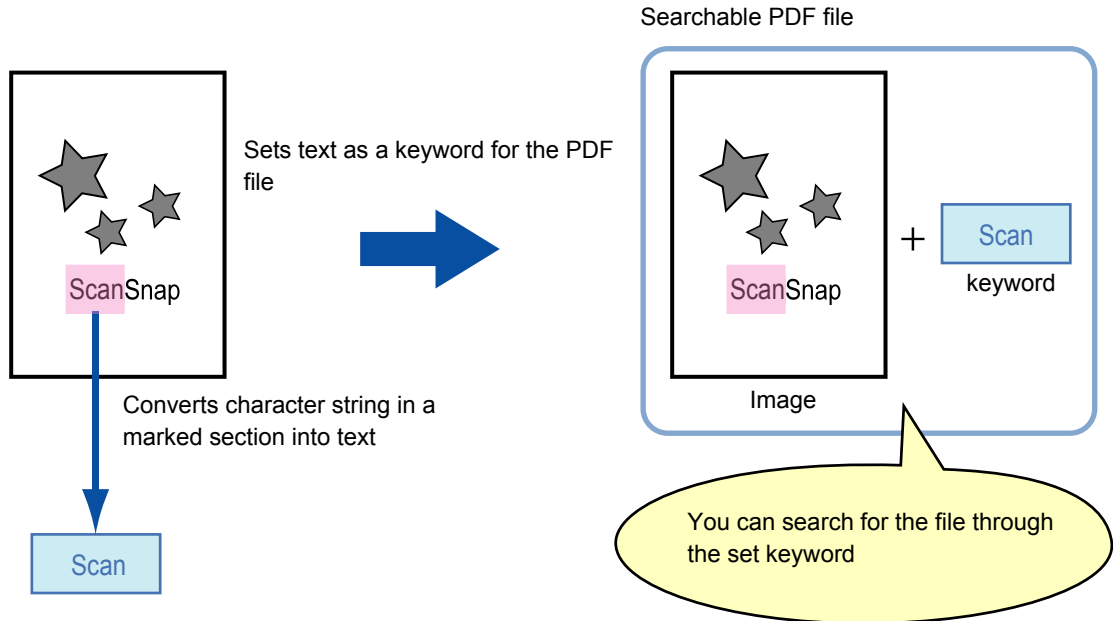 Searchable PDF file
Sets text as a keyword for the PDF
file
ScanSnap
Converts character string in a
marked section into text
Scan
ScanSnap
Image
+
Scan
keyword
You can search for the file through
the set keyword